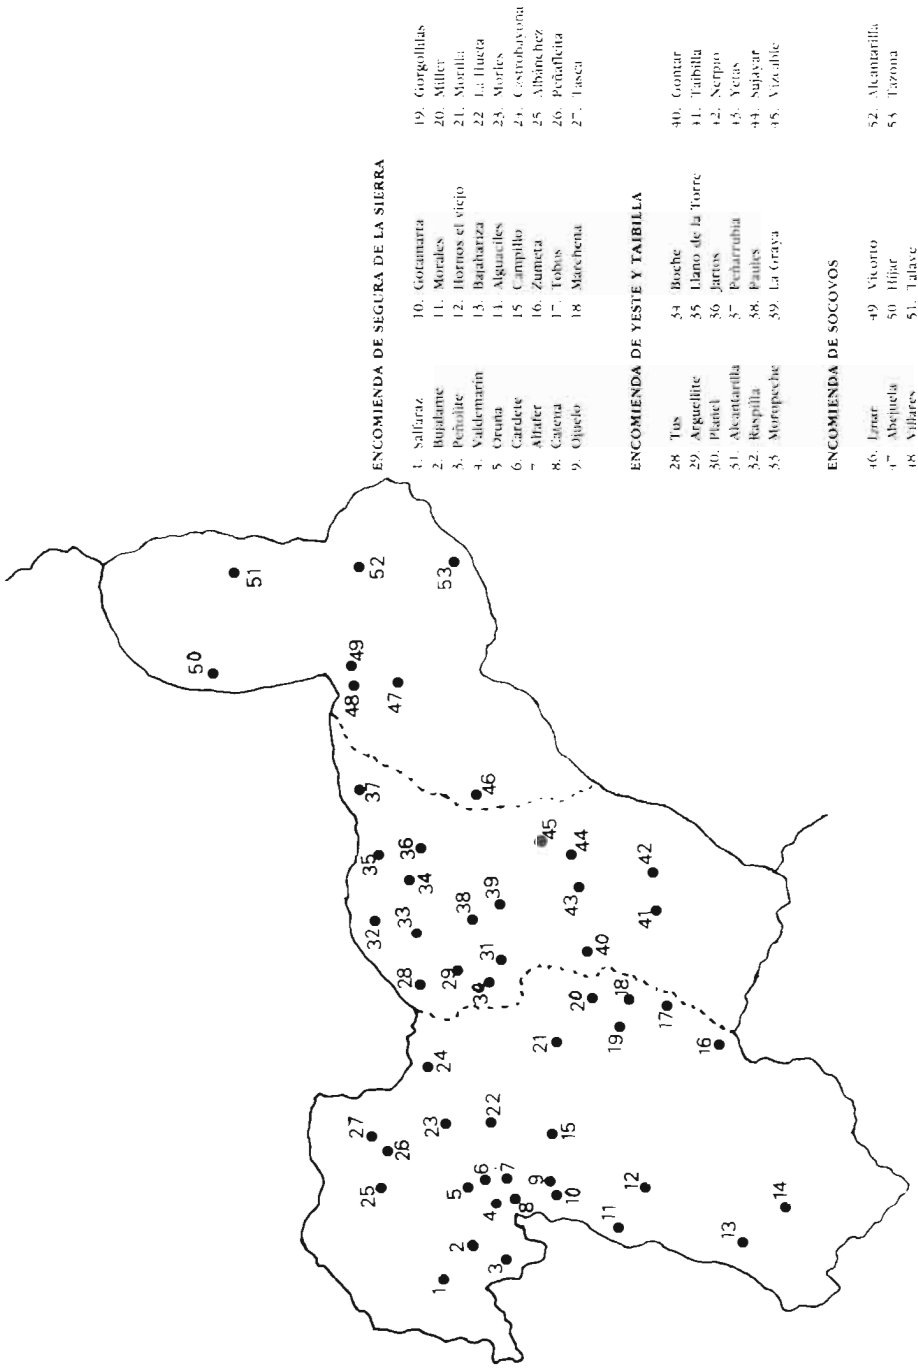 ENCOMIENDA DE SEGURA DE LA SIERRA
1. Salfaraz
2. Bujalame
3. Peñolite
4. Valdemarín
5 Oruña
6. Cardete
7 Altafer
8. Catena
9. Ojuelo
10. Gotamarta
11. Morales
12. Hornos el viejo
13. Bajahariza
14. Alguaciles
15 Campillo
16. Zumeta
17. Tobos
18 Marchena
19. Gorgollitas
20. Miller
21. Morilla
22 La Hueta
23. Morles
24. Castrobayona
25 Albánchez
26. Peñafleita
27. Tasca
ENCOMIENDA DE YESTE Y TAIBILLA
28 Tus
29. Arguellite
30. Plañel
31. Alcantarilla
32. Raspilla
33 Moropeche
34 Boche
35 Llano de la Torre
36 Jartos
37 Peñarrubia
38. Paules
39. La Graya
40. Gontar
41. Taibilla
42. Nerpio
43. Yetas
44. Sujayar
45. Vizcable
ENCOMIENDA DE SOCOVOS
46. Letur
47 Abejuela
48 Villares
49 Vicorto
50 Híjar
51. Talave
52. Alcantarilla
53 Tazona
1
2
3
4
5
6
7
8
9
10
11
12
13
14
15
16
17
18
19
20
21
22
23
24
25
26
27
28
29
30
31
32
33
34
35
36
37
38
39
40
41
42
43
44
45
46
47
48
49
50
51
52
53